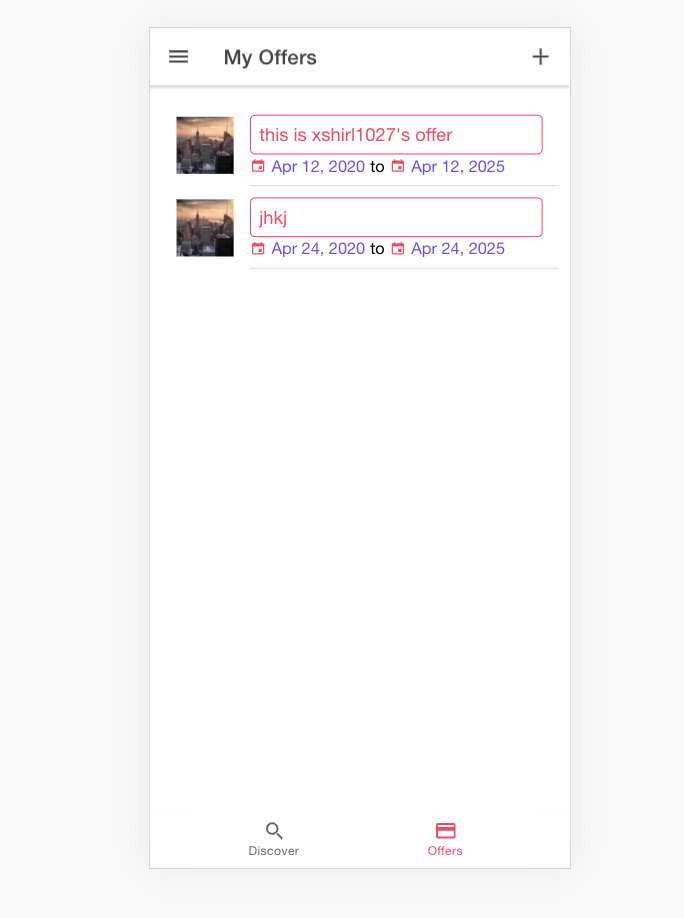 My Offers
this is xshirl1027's offer
Apr 12, 2020 to Apr 12, 2025
jhkj
Apr 24, 2020 to Apr 24, 2025
Discover
Offers